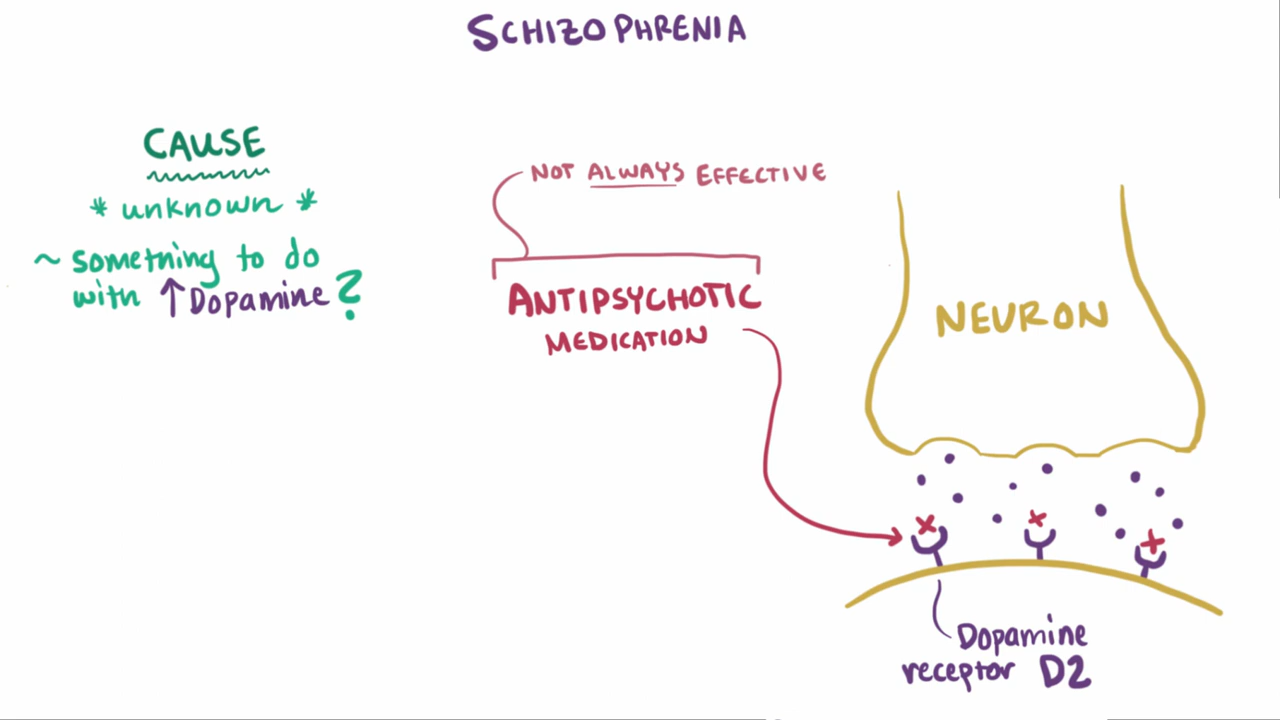 SCHIZOPHRENIA
CAUSE
* unknown *
~ something to do
with ↑ Dopamine?
NOT ALWAYS EFFECTIVE
ANTIPSYCHOTIC
MEDICATION
NEURON
Dopamine
receptor D2